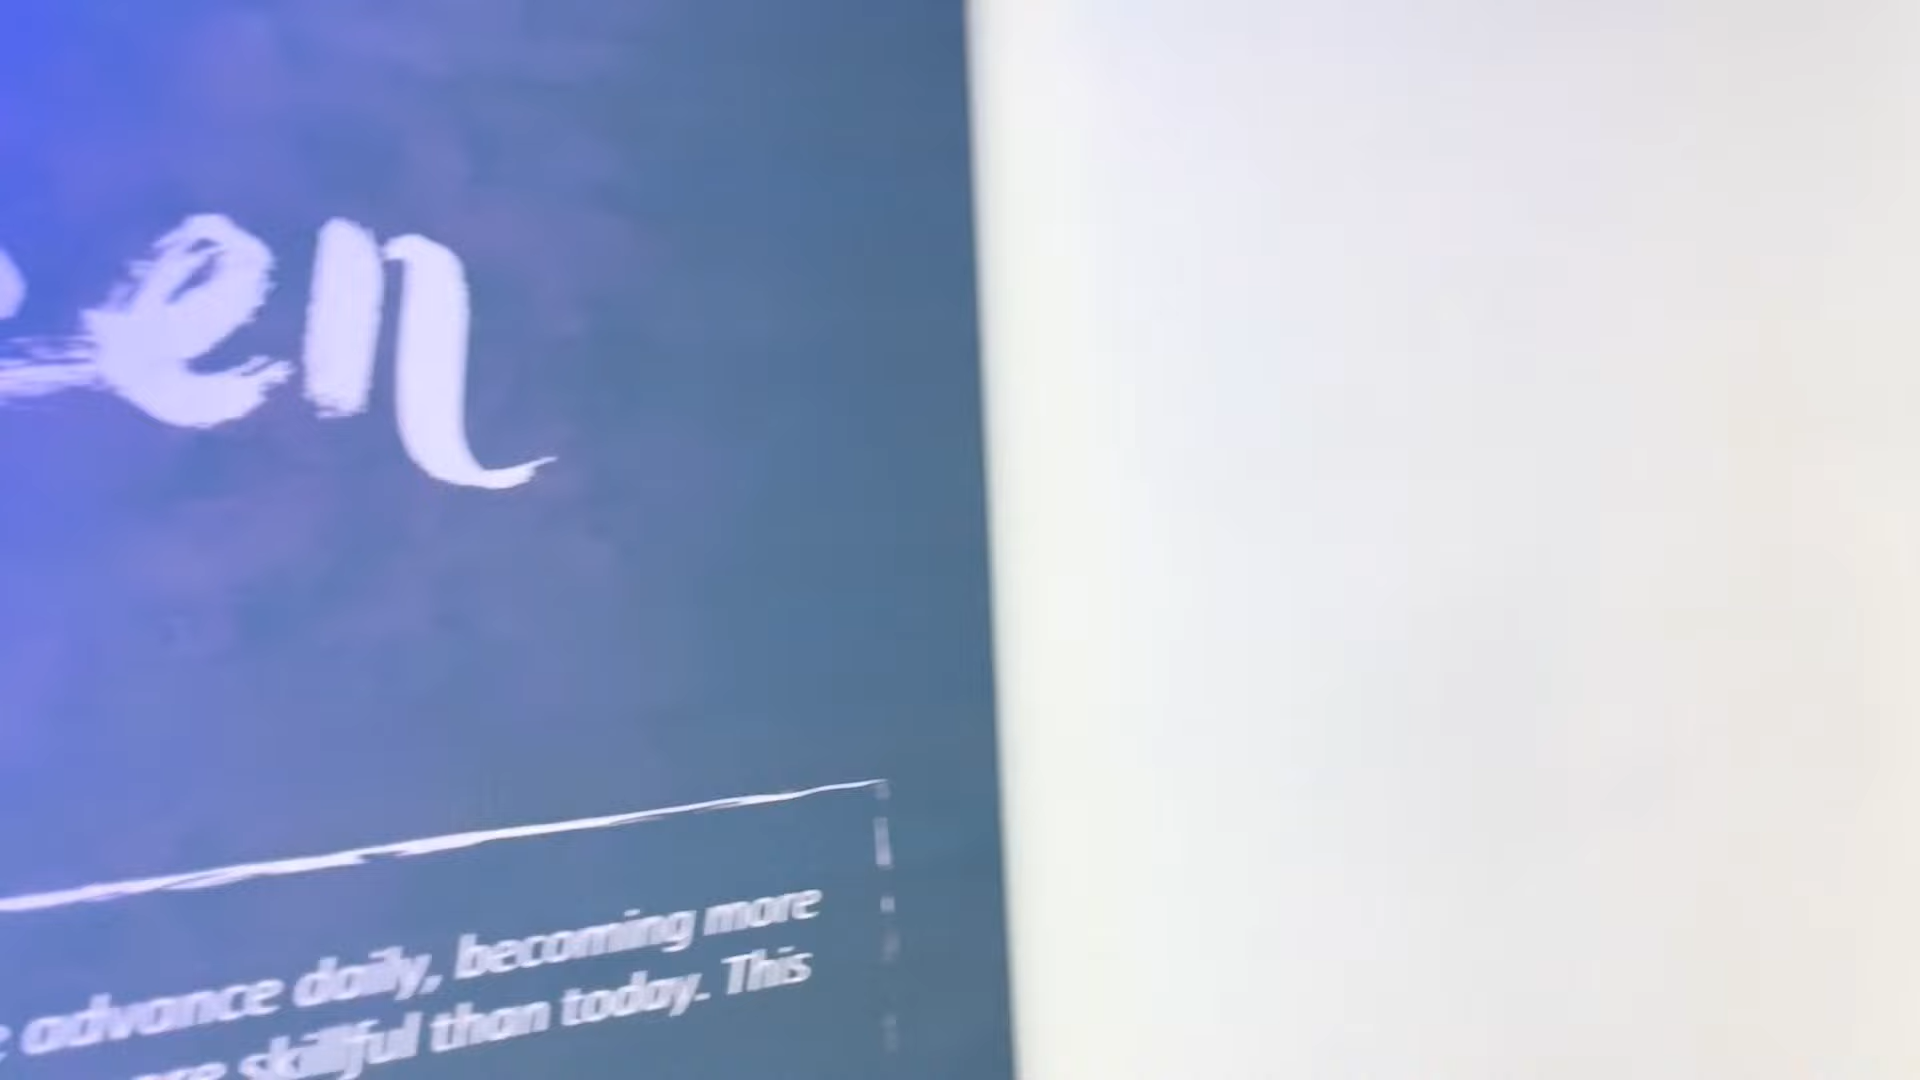 en
advance daily, becoming more
skillful than today. This